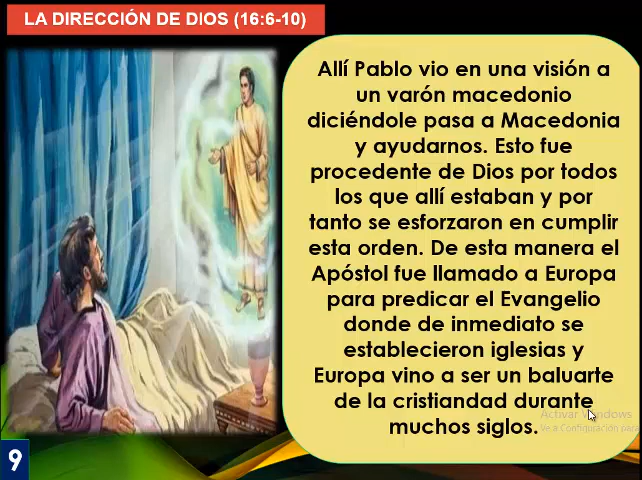 LA DIRECCIÓN DE DIOS (16:6-10)
Allí Pablo vio en una visión a
un varón macedonio
diciéndole pasa a Macedonia
y ayudarnos. Esto fue
procedente de Dios por todos
los que allí estaban y por
tanto se esforzaron en cumplir
esta orden. De esta manera el
Apóstol fue llamado a Europa
para predicar el Evangelio
donde de inmediato se
establecieron iglesias y
Europa vino a ser un baluarte
de la cristiandad durante
muchos siglos.
Activar Windows
Ve a Configuración para
9